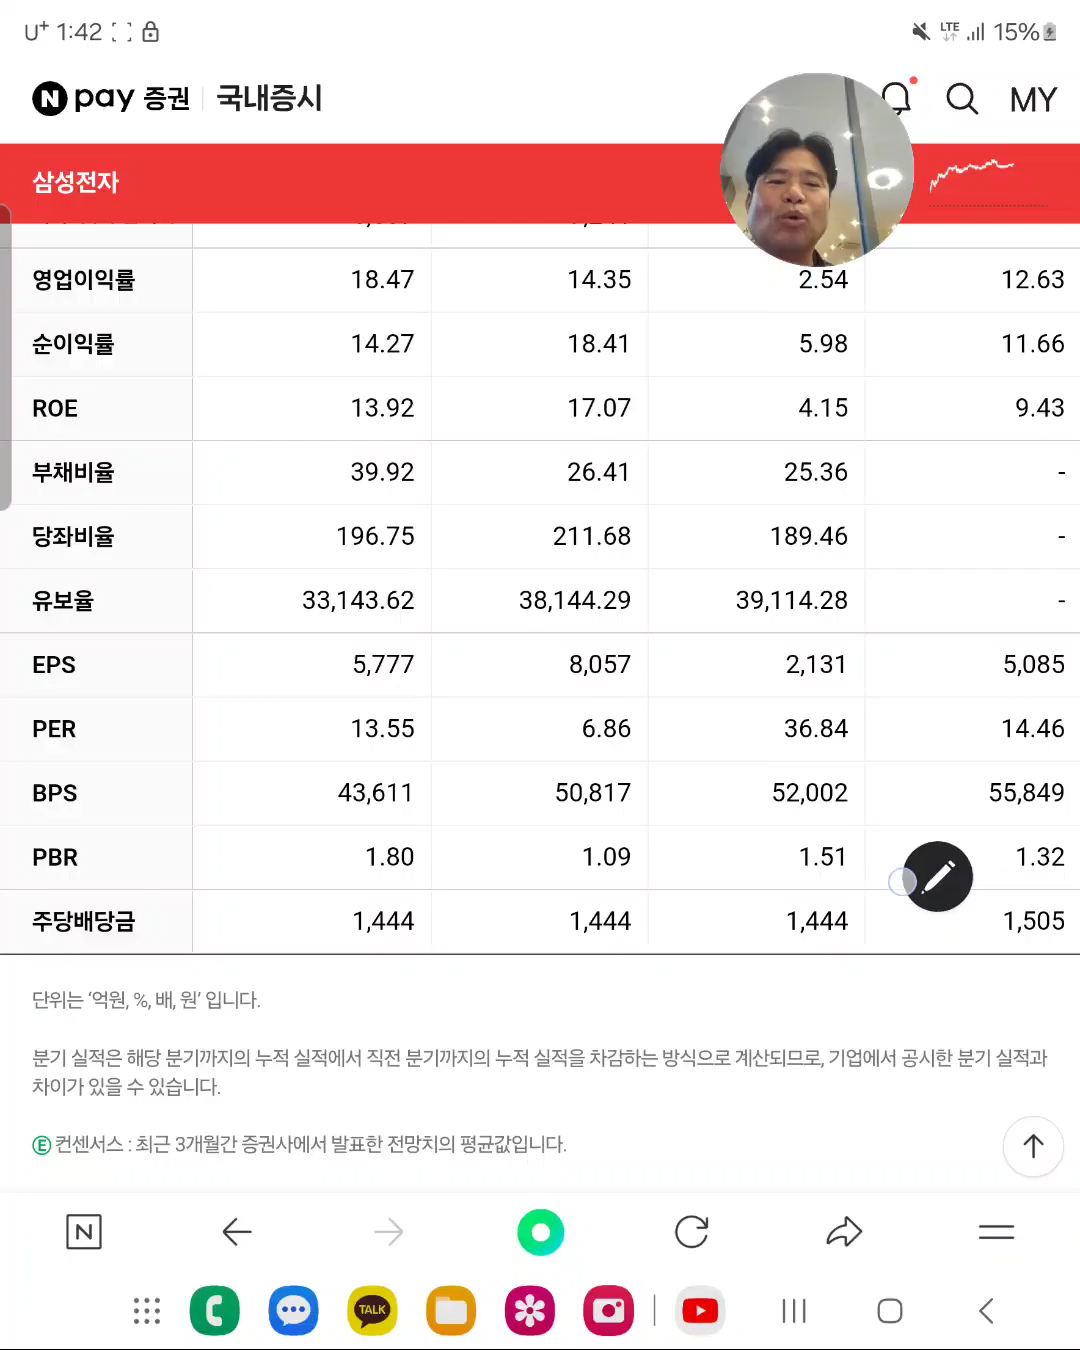 U+ 1:42 LTE 15%
N pay 증권 국내증시 MY
삼성전자
영업이익률 18.47 14.35 2.54 12.63
순이익률 14.27 18.41 5.98 11.66
ROE 13.92 17.07 4.15 9.43
부채비율 39.92 26.41 25.36 -
당좌비율 196.75 211.68 189.46 -
유보율 33,143.62 38,144.29 39,114.28 -
EPS 5,777 8,057 2,131 5,085
PER 13.55 6.86 36.84 14.46
BPS 43,611 50,817 52,002 55,849
PBR 1.80 1.09 1.51 1.32
주당배당금 1,444 1,444 1,444 1,505
단위는 ‘억원, %, 배, 원’ 입니다.
분기 실적은 해당 분기까지의 누적 실적에서 직전 분기까지의 누적 실적을 차감하는 방식으로 계산되므로, 기업에서 공시한 분기 실적과
차이가 있을 수 있습니다.
E 컨센서스 : 최근 3개월간 증권사에서 발표한 전망치의 평균값입니다.
N
TALK